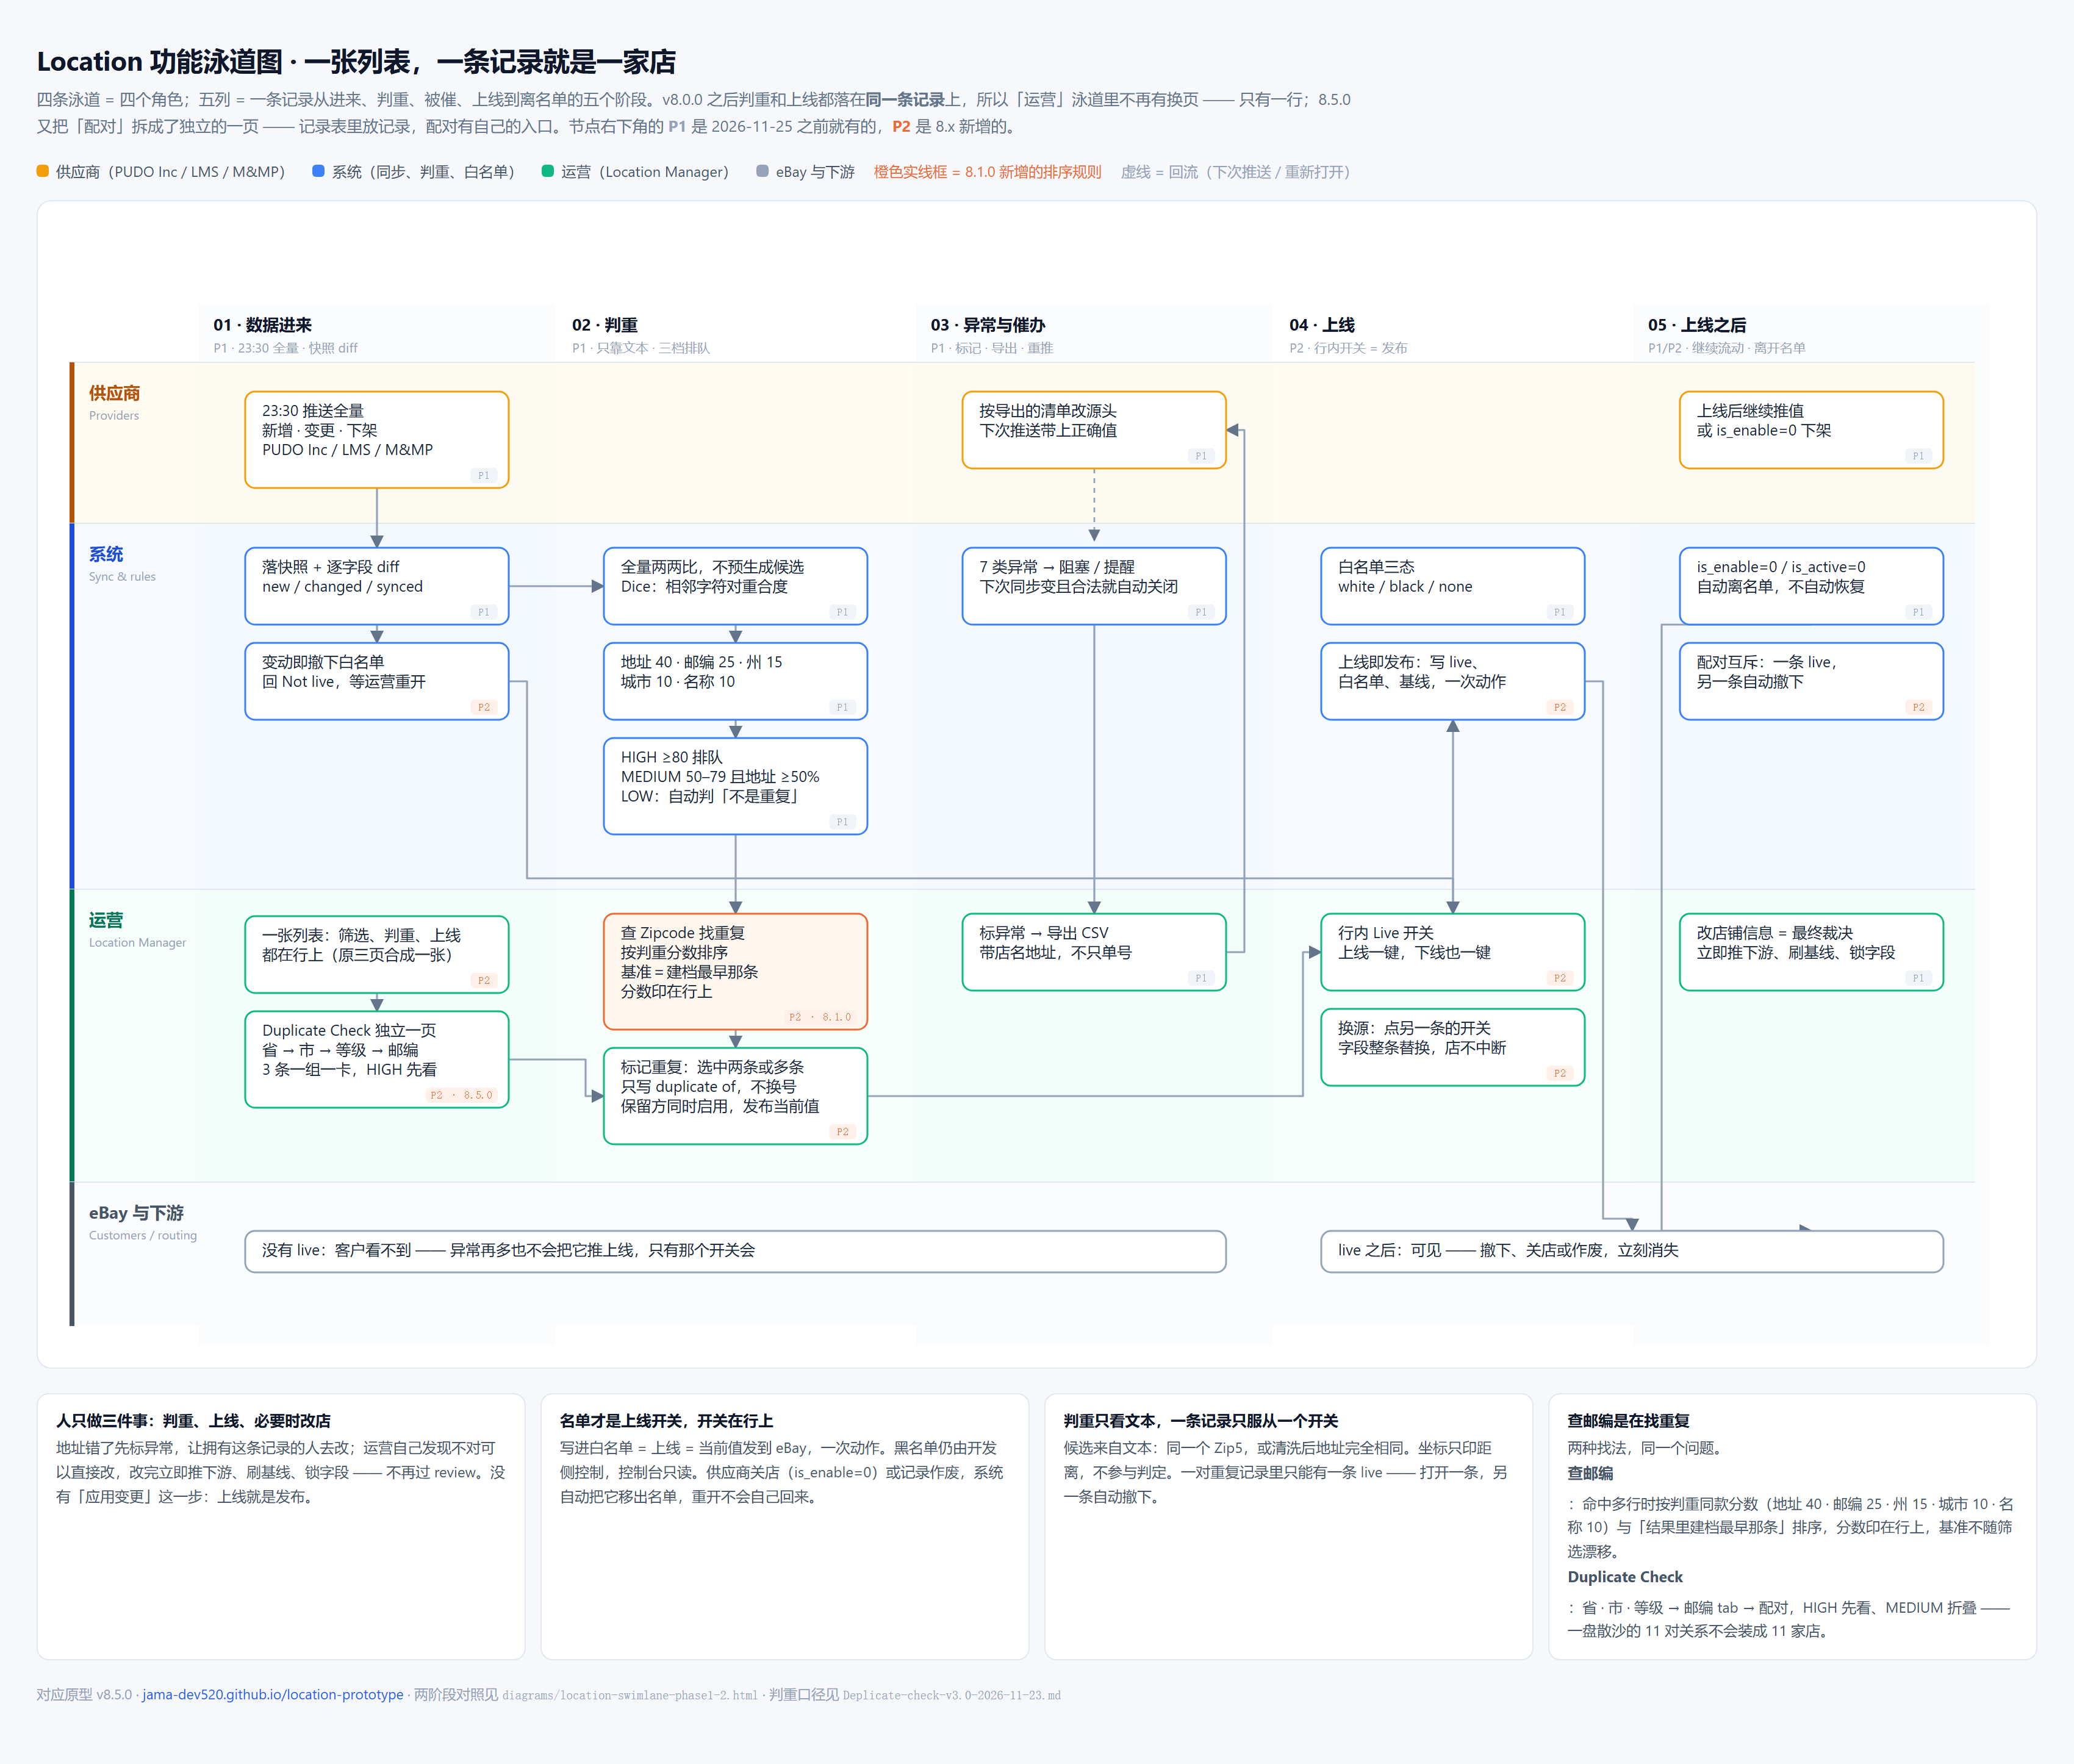 Location 功能泳道图 · 一张列表，一条记录就是一家店
四条泳道 = 四个角色；五列 = 一条记录从进来、判重、被催、上线到离名单的五个阶段。v8.0.0 之后判重和上线都落在同一条记录上，所以「运营」泳道里不再有换页 —— 只有一行；8.5.0
又把「配对」拆成了独立的一页 —— 记录表里放记录，配对有自己的入口。节点右下角的 P1 是 2026-11-25 之前就有的，P2 是 8.x 新增的。
供应商（PUDO Inc / LMS / M&MP） 系统（同步、判重、白名单） 运营（Location Manager） eBay 与下游 橙色实线框 = 8.1.0 新增的排序规则 虚线 = 回流（下次推送 / 重新打开）
01 · 数据进来
P1 · 23:30 全量 · 快照 diff
02 · 判重
P1 · 只靠文本 · 三档排队
03 · 异常与催办
P1 · 标记 · 导出 · 重推
04 · 上线
P2 · 行内开关 = 发布
05 · 上线之后
P1/P2 · 继续流动 · 离开名单
供应商
Providers
23:30 推送全量
新增 · 变更 · 下架
PUDO Inc / LMS / M&MP
P1
按导出的清单改源头
下次推送带上正确值
P1
上线后继续推值
或 is_enable=0 下架
P1
系统
Sync & rules
落快照 + 逐字段 diff
new / changed / synced
P1
变动即撤下白名单
回 Not live，等运营重开
P2
全量两两比，不预生成候选
Dice：相邻字符对重合度
P1
地址 40 · 邮编 25 · 州 15
城市 10 · 名称 10
P1
HIGH ≥80 排队
MEDIUM 50–79 且地址 ≥50%
LOW：自动判「不是重复」
P1
7 类异常 → 阻塞 / 提醒
下次同步变且合法就自动关闭
P1
白名单三态
white / black / none
P1
上线即发布：写 live、
白名单、基线，一次动作
P2
is_enable=0 / is_active=0
自动离名单，不自动恢复
P1
配对互斥：一条 live，
另一条自动撤下
P2
运营
Location Manager
一张列表：筛选、判重、上线
都在行上（原三页合成一张）
P2
Duplicate Check 独立一页
省 → 市 → 等级 → 邮编
3 条一组一卡，HIGH 先看
P2 · 8.5.0
查 Zipcode 找重复
按判重分数排序
基准 = 建档最早那条
分数印在行上
P2 · 8.1.0
标记重复：选中两条或多条
只写 duplicate of，不换号
保留方同时启用，发布当前值
P2
标异常 → 导出 CSV
带店名地址，不只单号
P1
行内 Live 开关
上线一键，下线也一键
P2
换源：点另一条的开关
字段整条替换，店不中断
P2
改店铺信息 = 最终裁决
立即推下游、刷基线、锁字段
P1
eBay 与下游
Customers / routing
没有 live：客户看不到 —— 异常再多也不会把它推上线，只有那个开关会
live 之后：可见 —— 撤下、关店或作废，立刻消失
人只做三件事：判重、上线、必要时改店
地址错了先标异常，让拥有这条记录的人去改；运营自己发现不对可
以直接改，改完立即推下游、刷基线、锁字段 —— 不再过 review。没
有「应用变更」这一步：上线就是发布。
名单才是上线开关，开关在行上
写进白名单 = 上线 = 当前值发到 eBay，一次动作。黑名单仍由开发
侧控制，控制台只读。供应商关店（is_enable=0）或记录作废，系统
自动把它移出名单，重开不会自己回来。
判重只看文本，一条记录只服从一个开关
候选来自文本：同一个 Zip5，或清洗后地址完全相同。坐标只印距
离，不参与判定。一对重复记录里只能有一条 live —— 打开一条，另
一条自动撤下。
查邮编是在找重复
两种找法，同一个问题。
查邮编
：命中多行时按判重同款分数（地址 40 · 邮编 25 · 州 15 · 城市 10 · 名
称 10）与「结果里建档最早那条」排序，分数印在行上，基准不随筛
选漂移。
Duplicate Check
：省 · 市 · 等级 → 邮编 tab → 配对，HIGH 先看、MEDIUM 折叠 ——
一盘散沙的 11 对关系不会装成 11 家店。
对应原型 v8.5.0 · jama-dev520.github.io/location-prototype · 两阶段对照见 diagrams/location-swimlane-phase1-2.html · 判重口径见 Deplicate-check-v3.0-2026-11-23.md